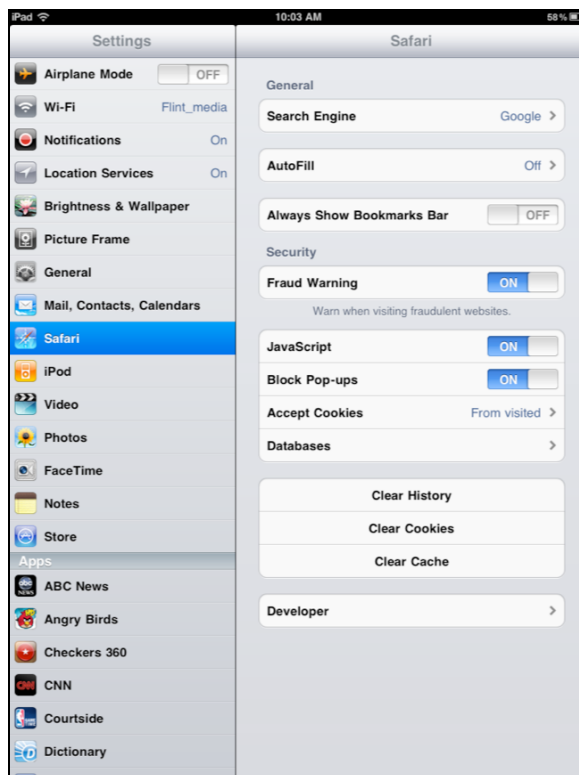 iPad 10:03 AM 58%
Settings
Airplane Mode OFF
Wi-Fi Flint_media
Notifications On
Location Services On
Brightness & Wallpaper
Picture Frame
General
Mail, Contacts, Calendars
Safari
iPod
Video
Photos
FaceTime
Notes
Store
Apps
ABC News
Angry Birds
Checkers 360
CNN
Courtside
Dictionary
Safari
General
Search Engine Google
AutoFill Off
Always Show Bookmarks Bar OFF
Security
Fraud Warning ON
Warn when visiting fraudulent websites.
JavaScript ON
Block Pop-ups ON
Accept Cookies From visited
Databases
Clear History
Clear Cookies
Clear Cache
Developer